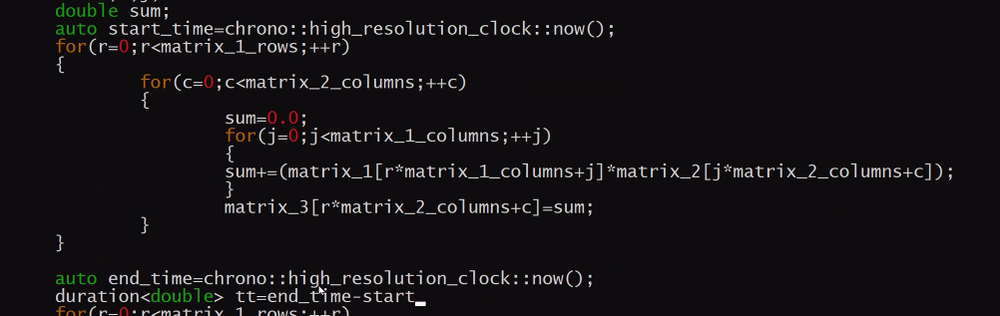 double sum;
auto start_time=chrono::high_resolution_clock::now();
for(r=0;r<matrix_1_rows;++r)
{
for(c=0;c<matrix_2_columns;++c)
{
sum=0.0;
for(j=0;j<matrix_1_columns;++j)
{
sum+=(matrix_1[r*matrix_1_columns+j]*matrix_2[j*matrix_2_columns+c]);
}
matrix_3[r*matrix_2_columns+c]=sum;
}
}
auto end_time=chrono::high_resolution_clock::now();
duration<double> tt=end_time-start
for(r=0;r<matrix_1_rows;++r)